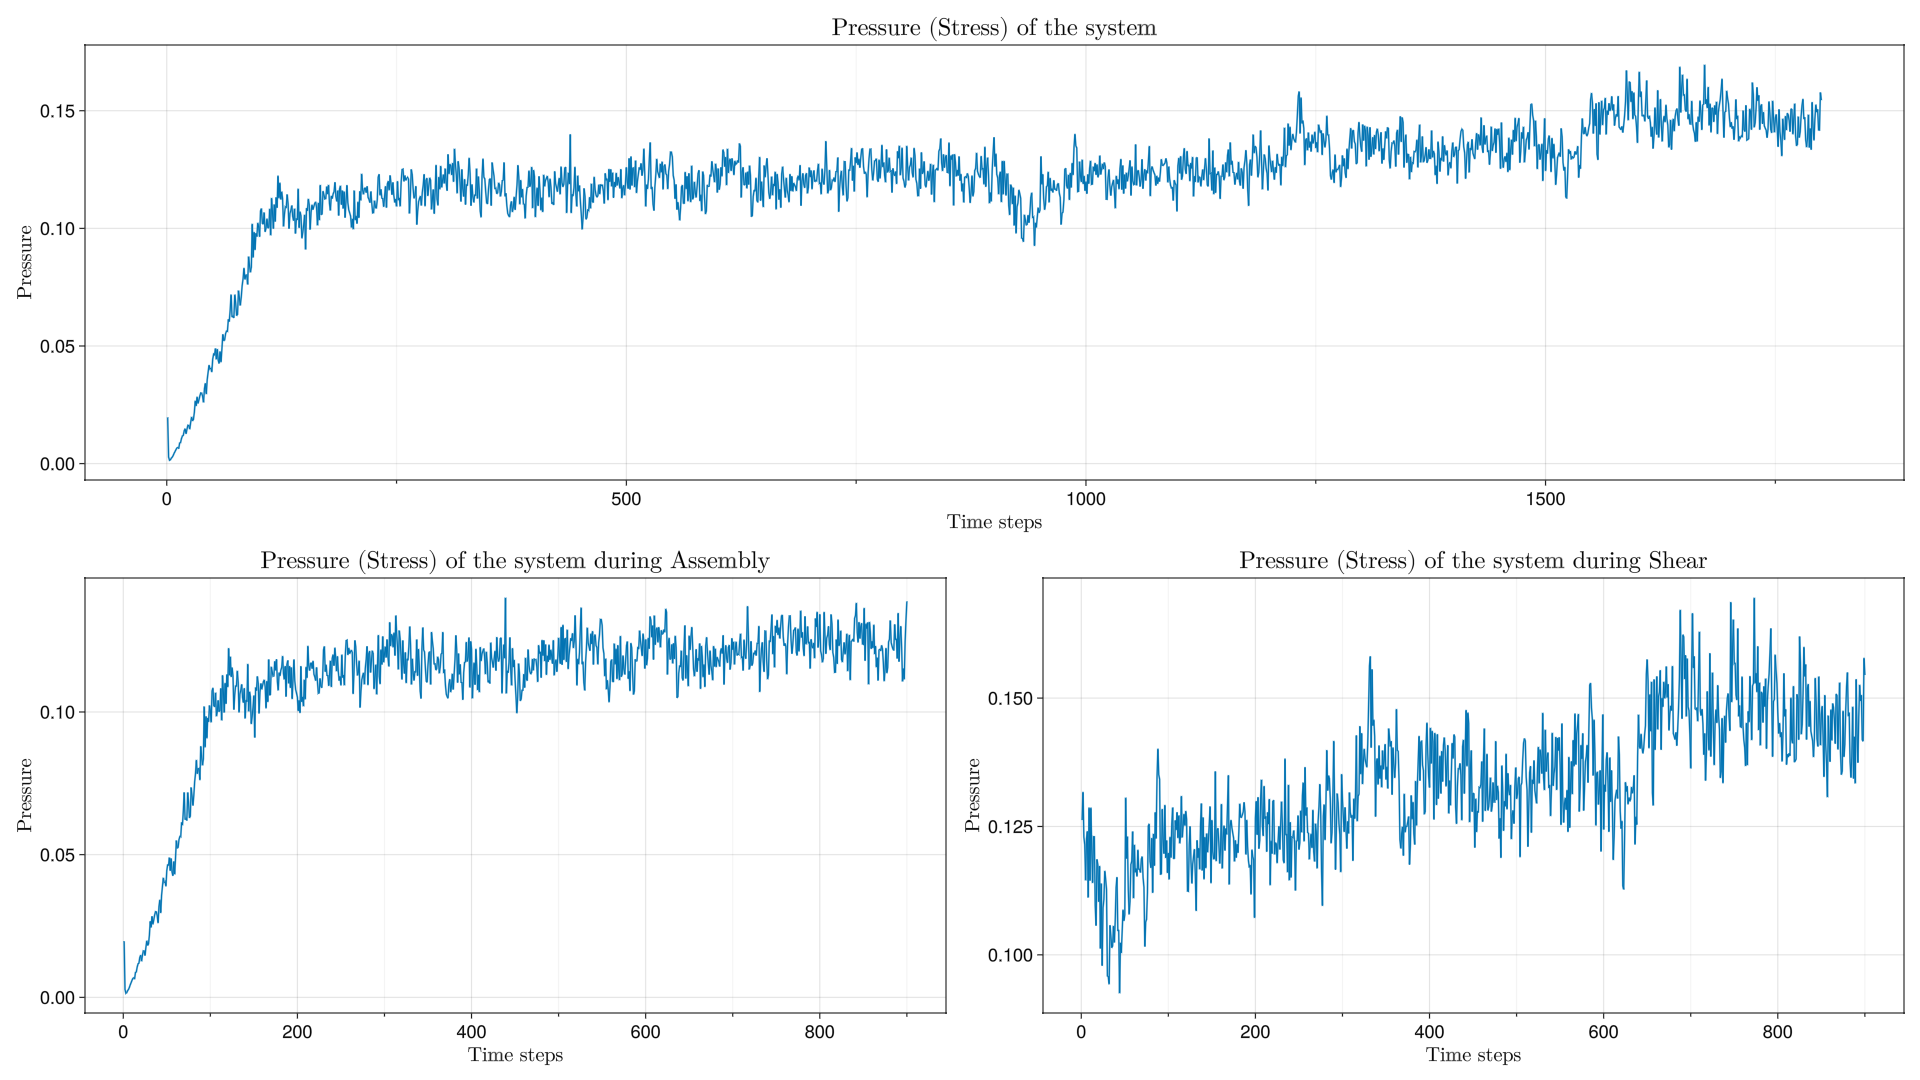 Pressure (Stress) of the system
Pressure
0.15
0.10
0.05
0.00
0 500 1000 1500
Time steps
Pressure (Stress) of the system during Assembly
Pressure
0.10
0.05
0.00
0 200 400 600 800
Time steps
Pressure (Stress) of the system during Shear
Pressure
0.150
0.125
0.100
0 200 400 600 800
Time steps